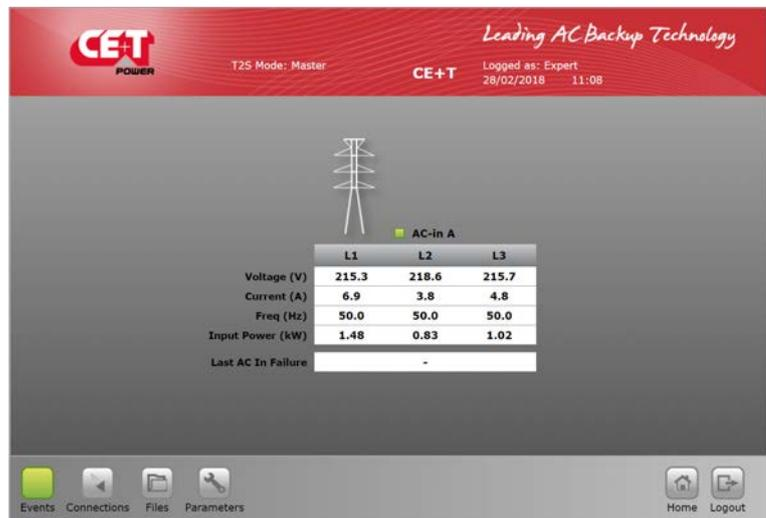 Leading AC Backup Technology
CE+T
POWER
T2S Mode: Master
CE+T
Logged as: Expert
28/02/2018 11:08
AC-in A
L1 L2 L3
Voltage (V) 215.3 218.6 215.7
Current (A) 6.9 3.8 4.8
Freq (Hz) 50.0 50.0 50.0
Input Power (kW) 1.48 0.83 1.02
Last AC In Failure -
Events Connections Files Parameters Home Logout